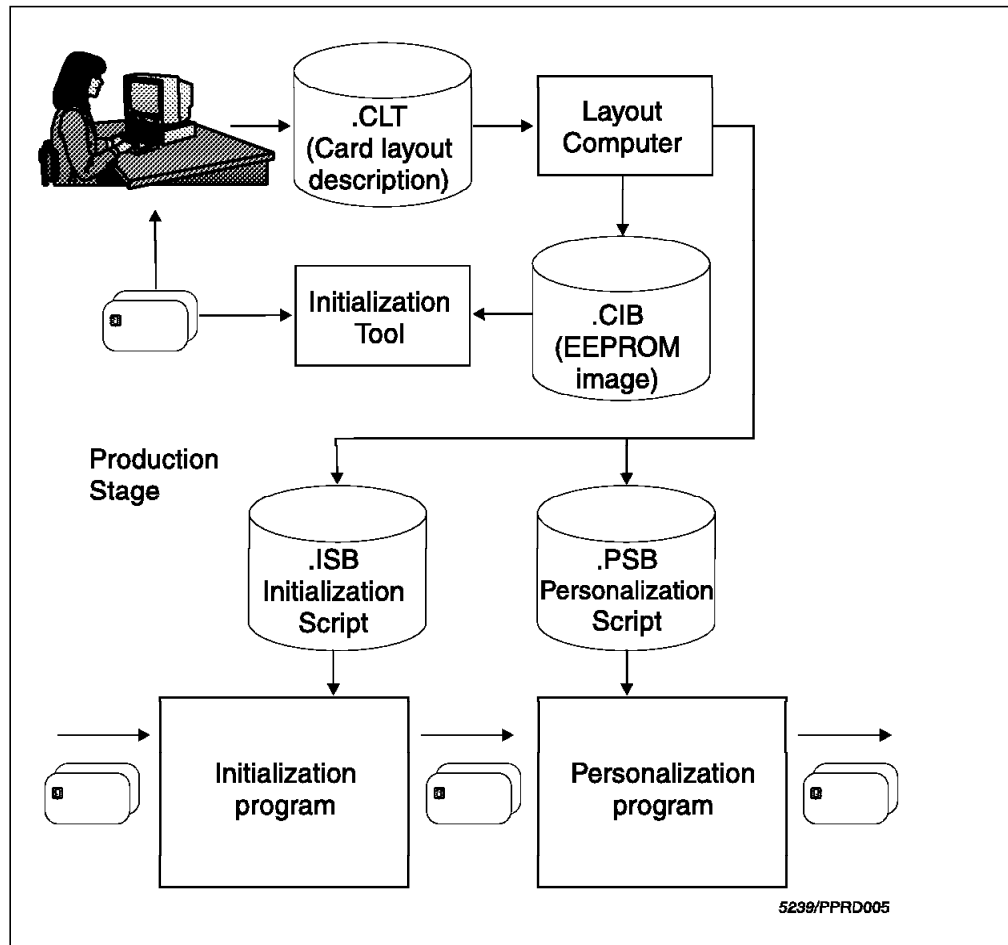 .CLT
(Card layout
description)
Layout
Computer
Initialization
Tool
.CIB
(EEPROM
image)
Production
Stage
.ISB
Initialization
Script
.PSB
Personalization
Script
Initialization
program
Personalization
program
5239/PPRD005